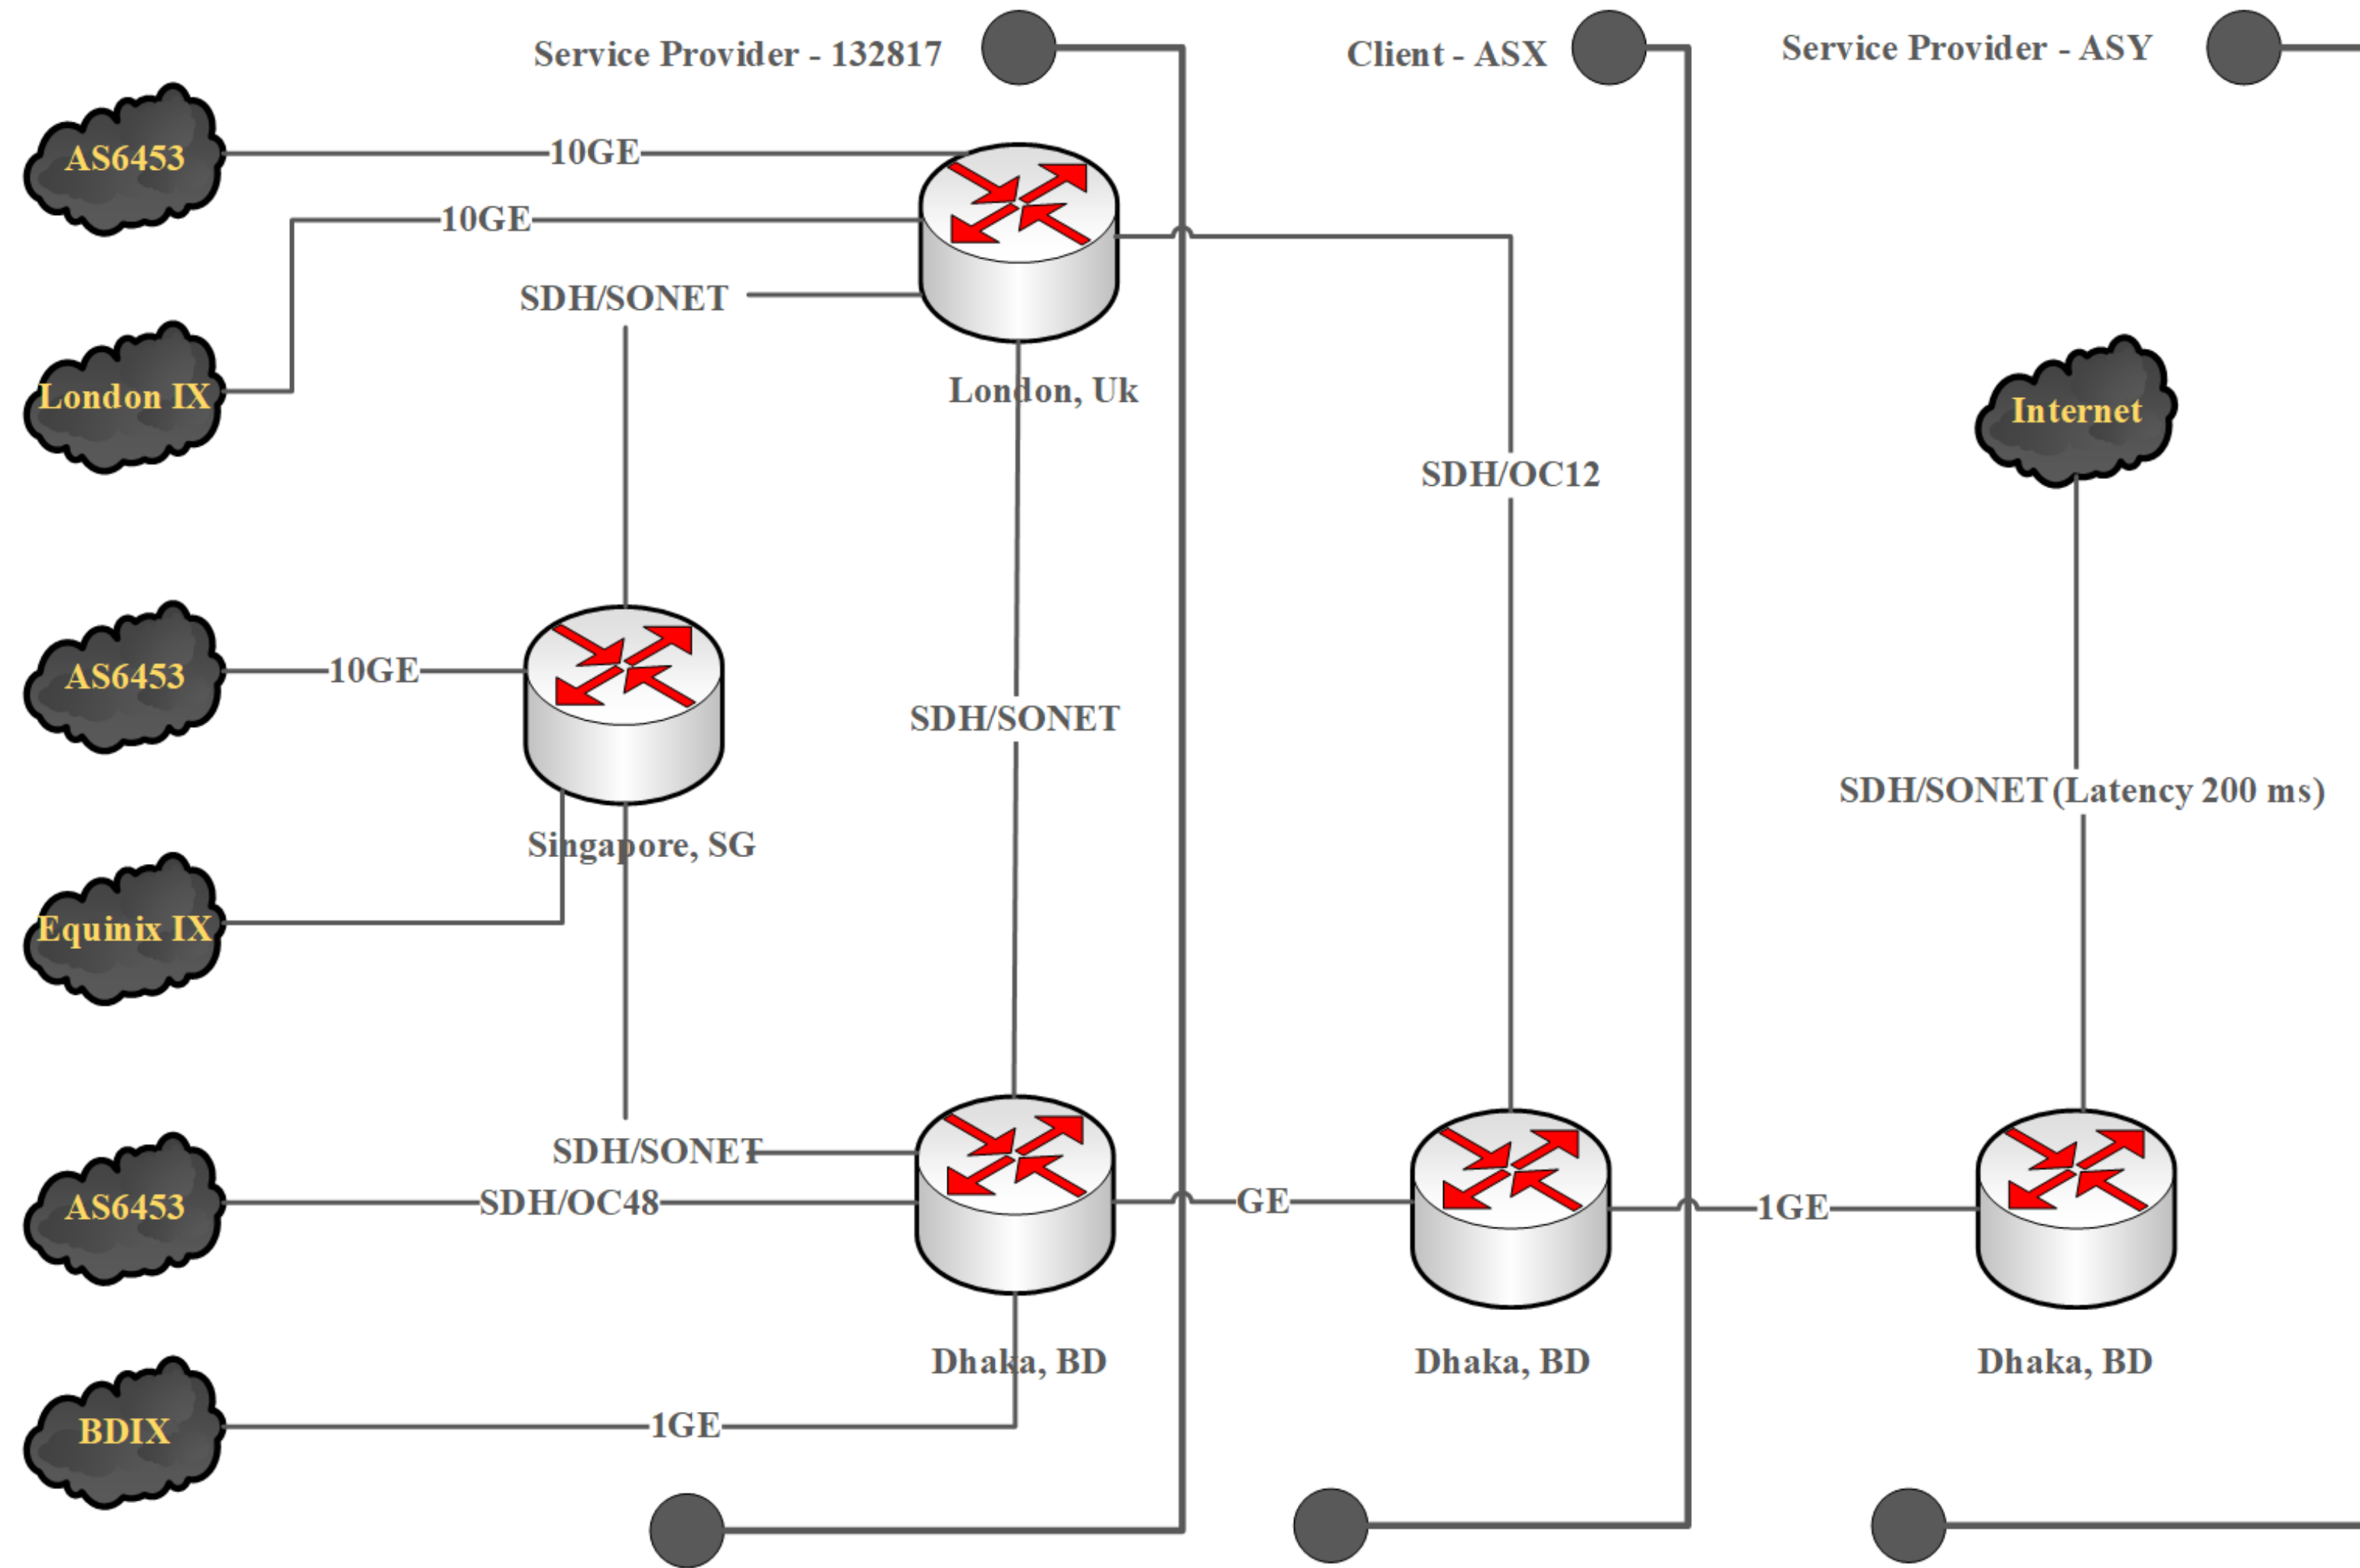 Service Provider - 132817
Client - ASX
Service Provider - ASY
AS6453
10GE
10GE
SDH/SONET
London IX
London, Uk
Internet
SDH/OC12
AS6453
10GE
SDH/SONET
SDH/SONET(Latency 200 ms)
Singapore, SG
Equinix IX
SDH/SONET
AS6453
SDH/OC48
GE
1GE
Dhaka, BD
Dhaka, BD
Dhaka, BD
BDIX
1GE